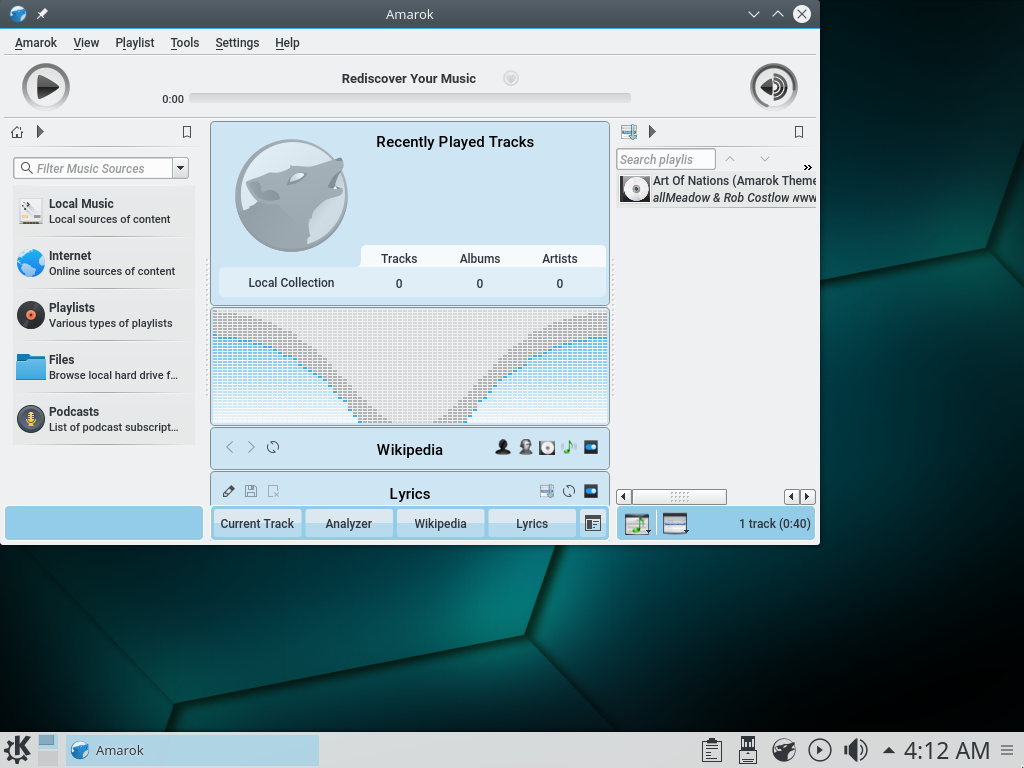 Amarok
Amarok View Playlist Tools Settings Help
Rediscover Your Music
0:00
Filter Music Sources
Local Music
Local sources of content
Internet
Online sources of content
Playlists
Various types of playlists
Files
Browse local hard drive f...
Podcasts
List of podcast subscript...
Recently Played Tracks
Tracks Albums Artists
Local Collection 0 0 0
Wikipedia
Lyrics
Current Track Analyzer Wikipedia Lyrics
Search playlis
Art Of Nations (Amarok Theme
allMeadow & Rob Costlow
1 track (0:40)
Amarok
4:12 AM